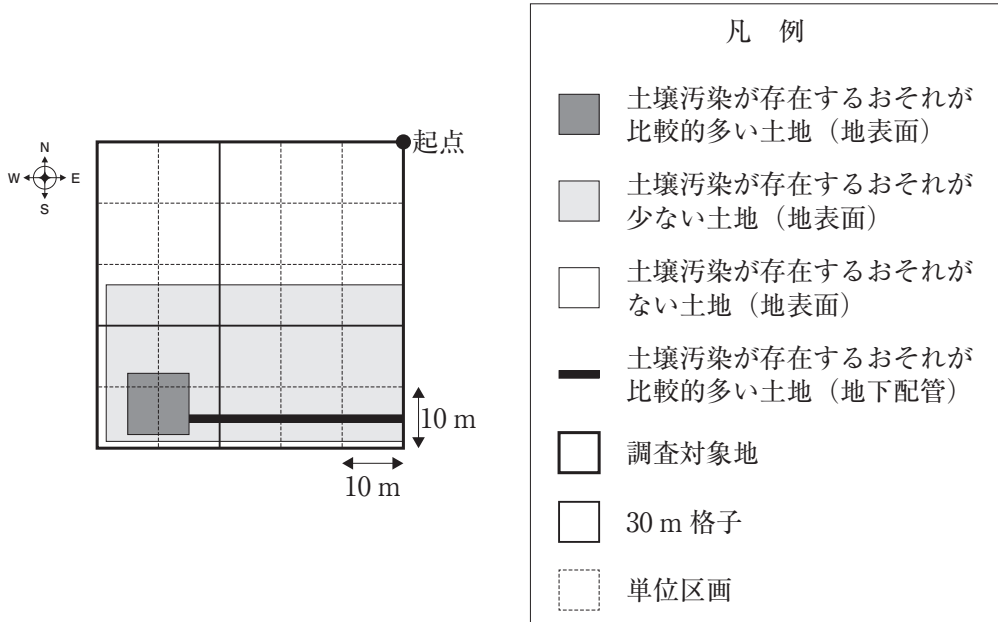 凡 例
土壌汚染が存在するおそれが
比較的多い土地（地表面）
土壌汚染が存在するおそれが
少ない土地（地表面）
土壌汚染が存在するおそれが
ない土地（地表面）
土壌汚染が存在するおそれが
比較的多い土地（地下配管）
調査対象地
30 m 格子
単位区画
起点
N
W
E
S
10 m
10 m